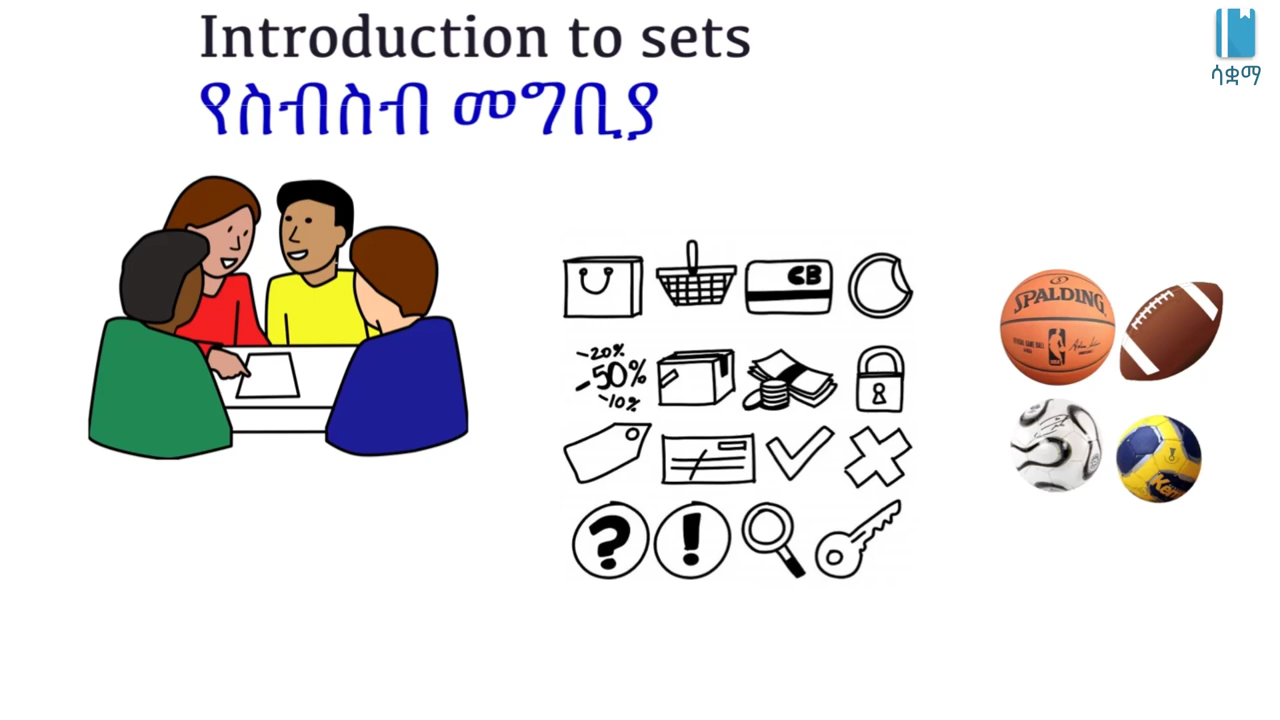 Introduction to sets
የስብስብ መግቢያ
ሳቋማ
CB
-20%
-50%
-10%
?
!
SPALDING